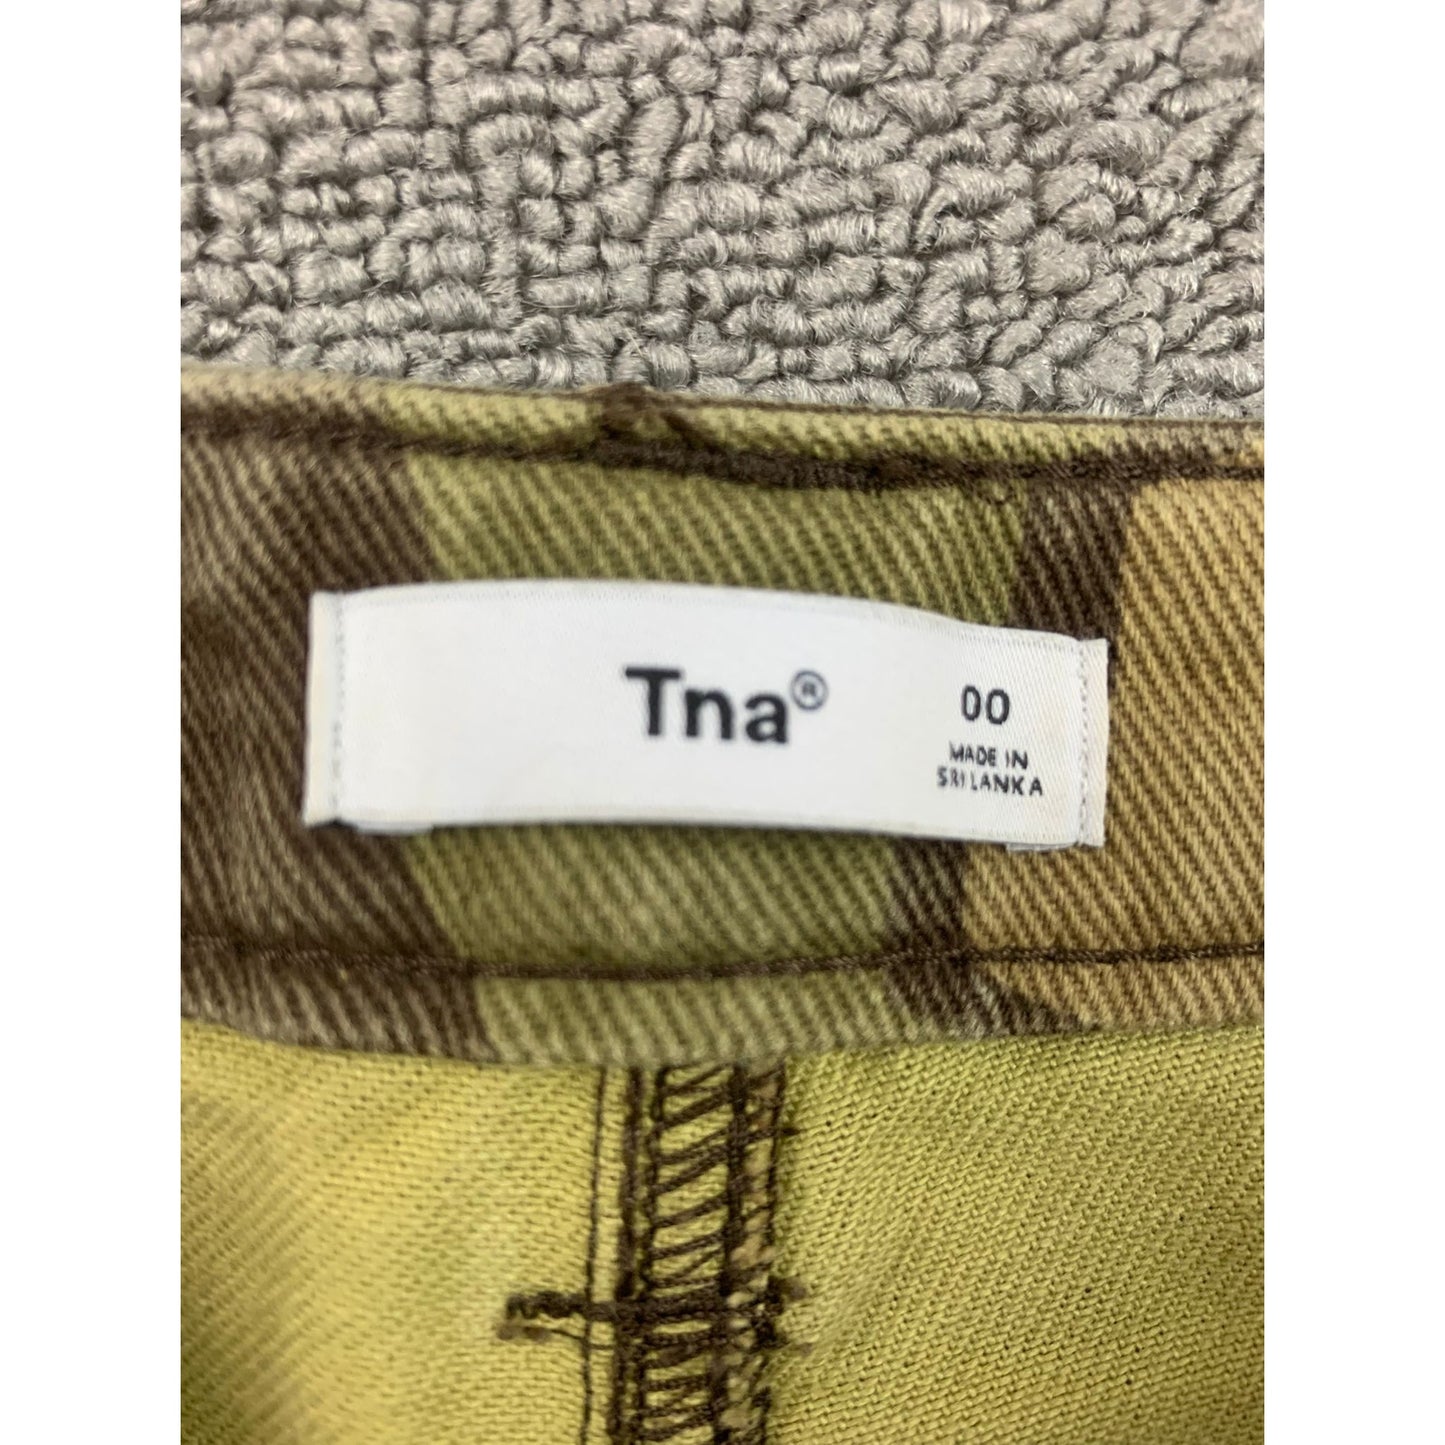 Tna®
00
MADE IN
SRI LANKA